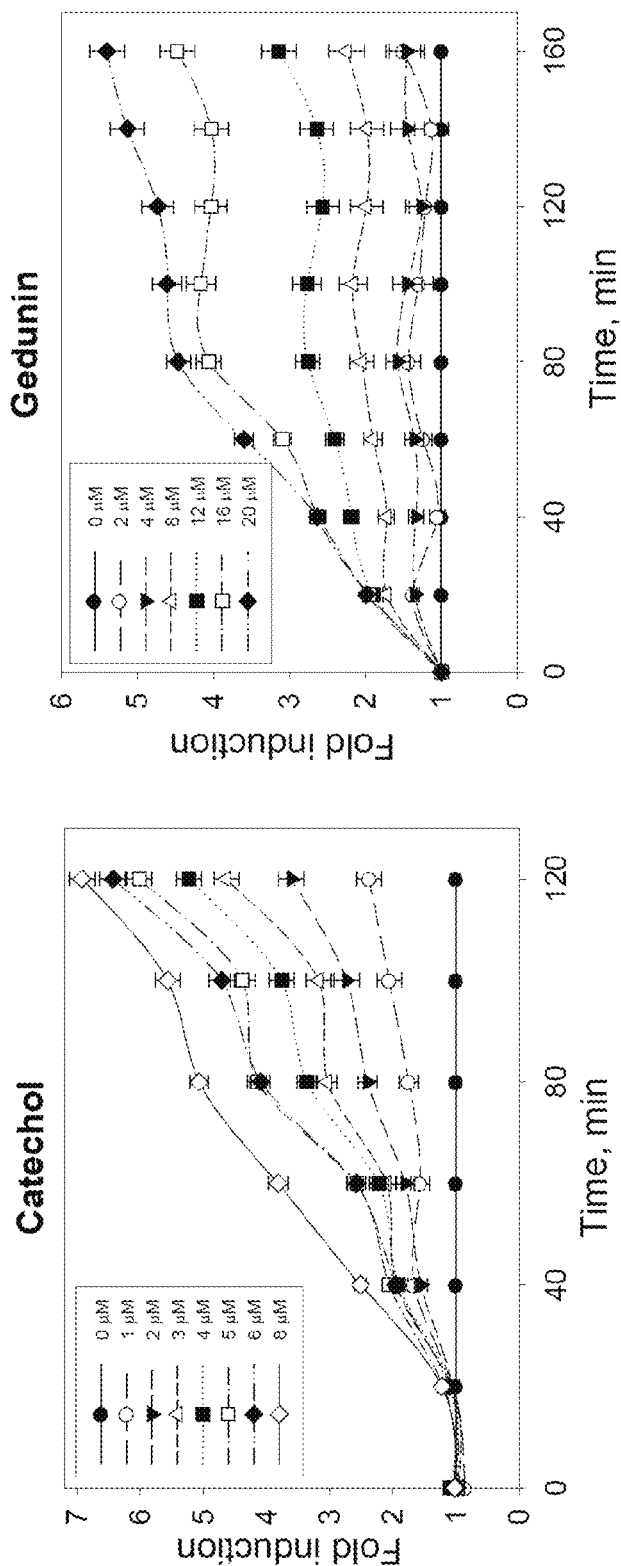 Catechol
Fold induction
7
6
5
4
3
2
1
0
0 μM
1 μM
2 μM
3 μM
4 μM
5 μM
6 μM
8 μM
0
40
80
120
Time, min
Gedunin
Fold induction
6
5
4
3
2
1
0
0 μM
2 μM
4 μM
8 μM
12 μM
16 μM
20 μM
0
40
80
120
160
Time, min